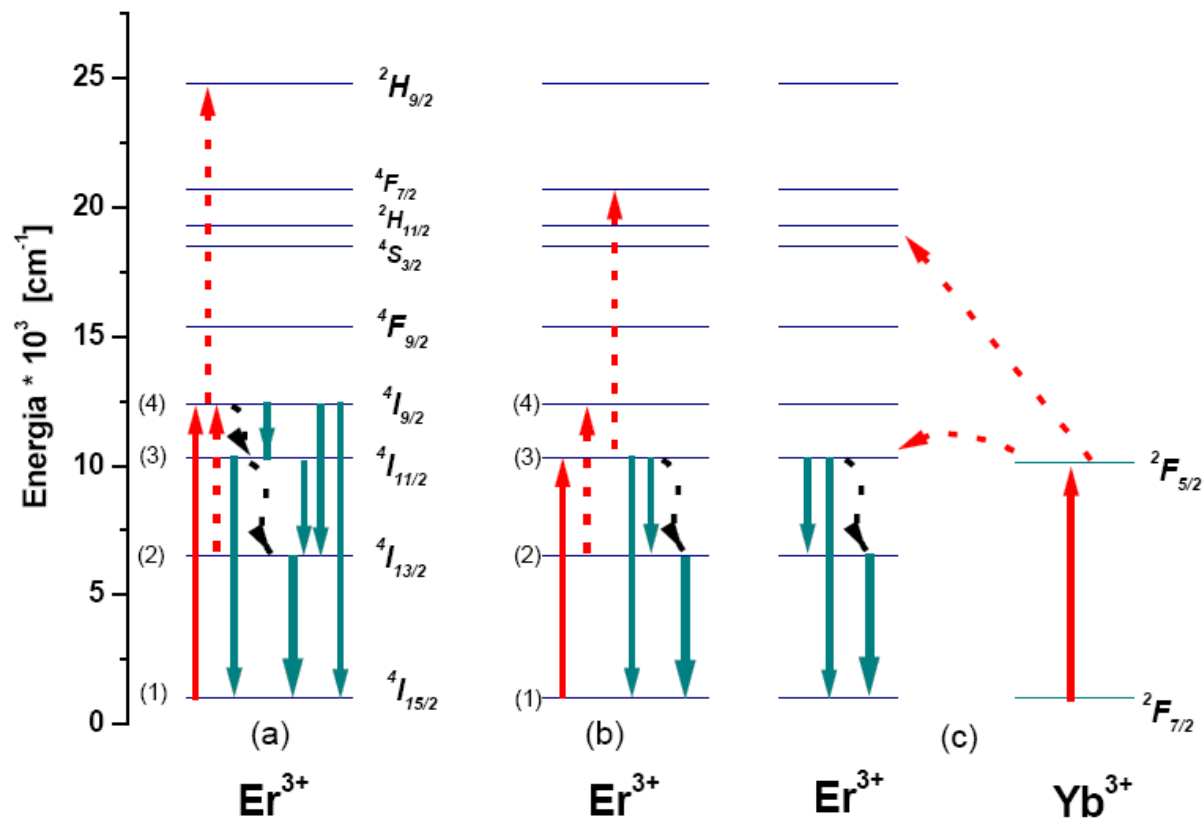 Energia * 10³ [cm⁻¹]
25
20
15
10
5
0
²H₉/₂
⁴F₇/₂
²H₁₁/₂
⁴S₃/₂
⁴F₉/₂
(4) ⁴I₉/₂
(3) ⁴I₁₁/₂
(2) ⁴I₁₃/₂
(1) ⁴I₁₅/₂
(4)
(3)
(2)
(1)
²F₅/₂
²F₇/₂
(a) (b) (c)
Er³⁺ Er³⁺ Er³⁺ Yb³⁺